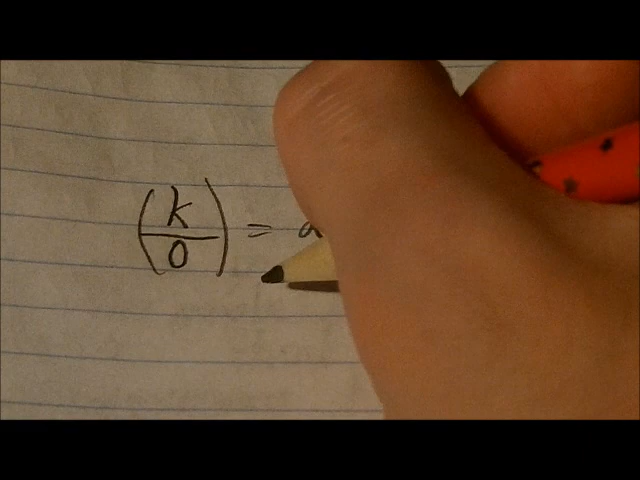 (k/0) = a